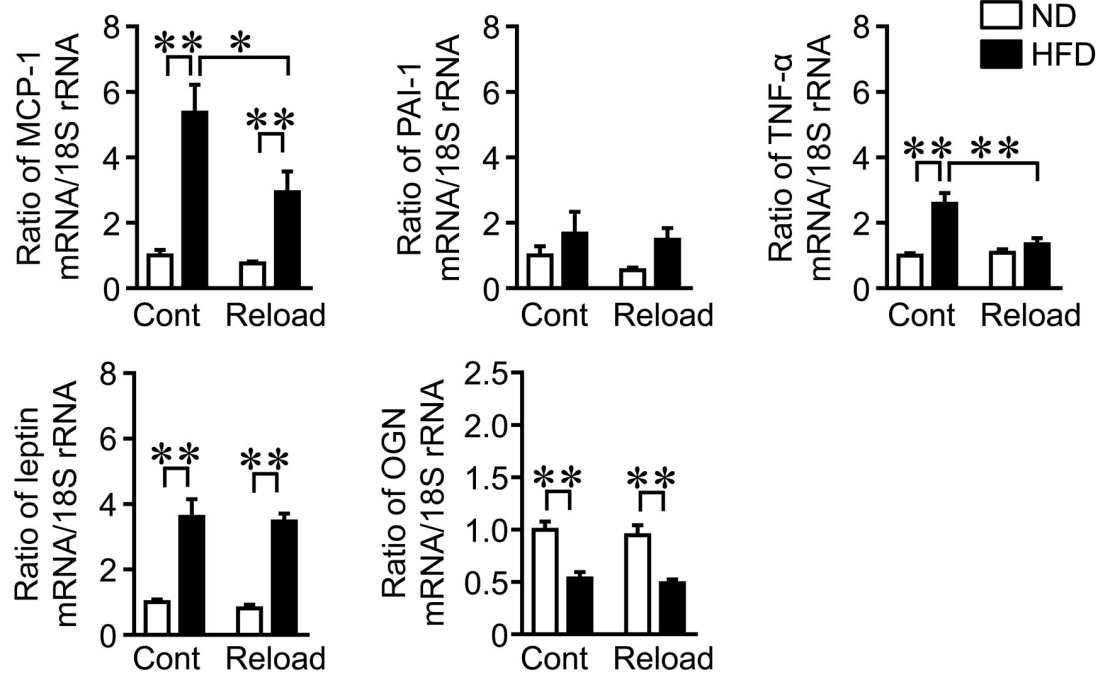 ND
HFD
Ratio of MCP-1
mRNA/18S rRNA
8
6
4
2
0
** *
**
Cont Reload
Ratio of PAI-1
mRNA/18S rRNA
8
6
4
2
0
Cont Reload
Ratio of TNF-α
mRNA/18S rRNA
8
6
4
2
0
** **
Cont Reload
Ratio of leptin
mRNA/18S rRNA
8
6
4
2
0
** **
Cont Reload
Ratio of OGN
mRNA/18S rRNA
2.5
2.0
1.5
1.0
0.5
0
** **
Cont Reload